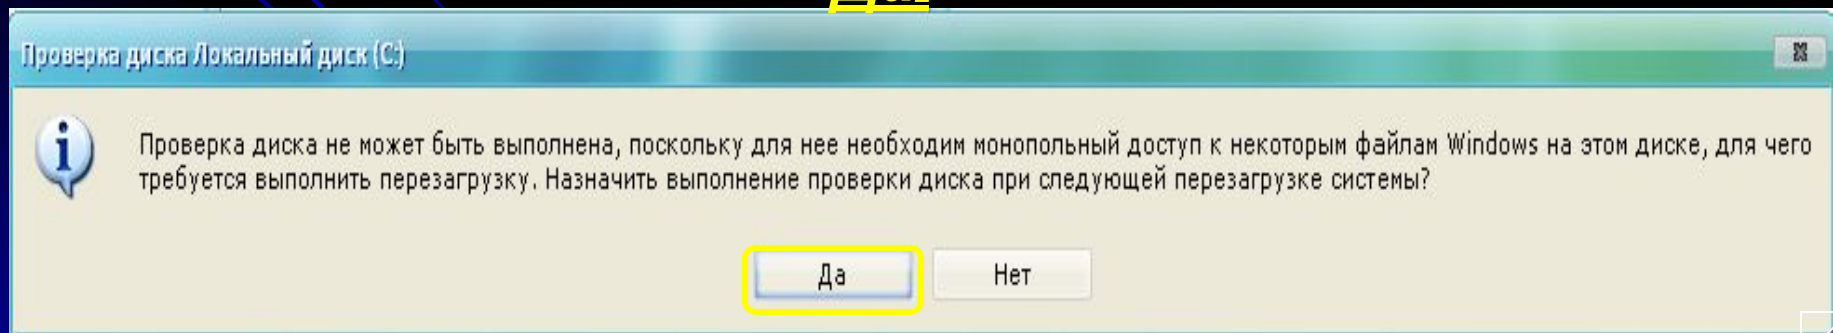 Проверка диска Локальный диск (C:)
Проверка диска не может быть выполнена, поскольку для нее необходим монопольный доступ к некоторым файлам Windows на этом диске, для чего
требуется выполнить перезагрузку. Назначить выполнение проверки диска при следующей перезагрузке системы?
Да
Нет